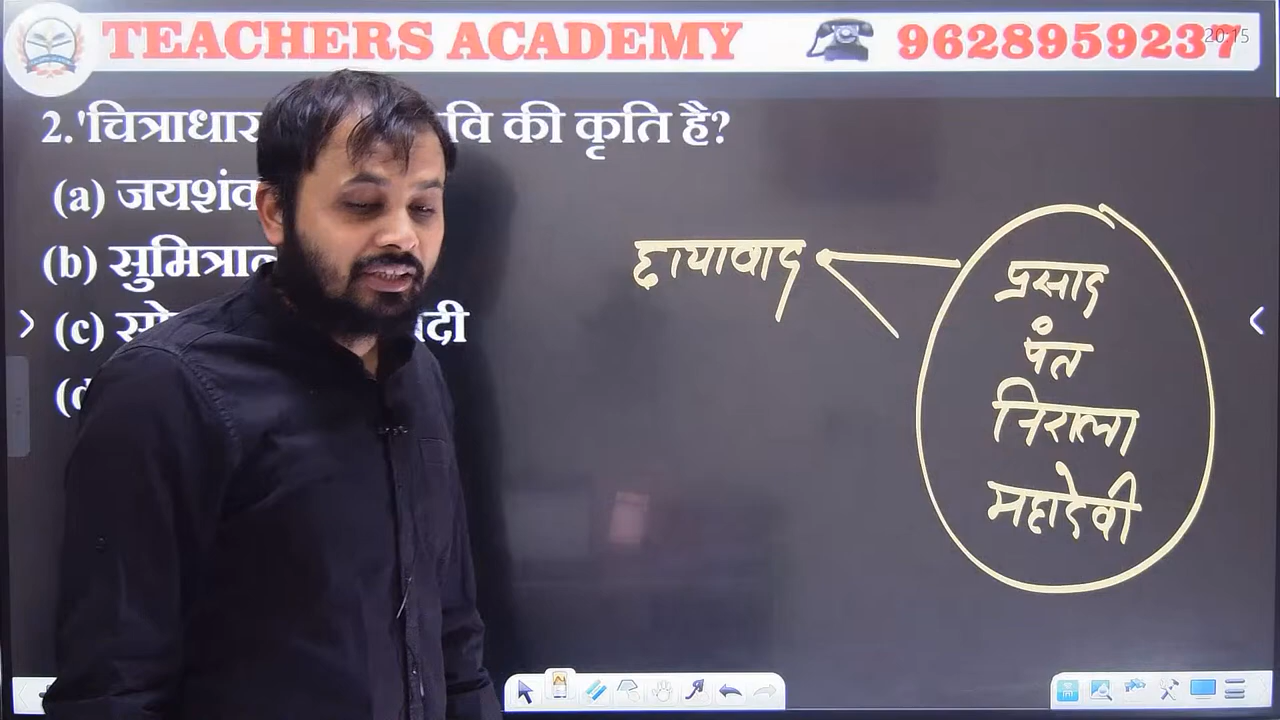 TEACHERS ACADEMY 9628959237
20:15
2.'चित्राधार वि की कृति है?
(a) जयशंक
(b) सुमित्रान
(c) सो दी
(d
छायावाद
प्रसाद
पंत
निराला
महादेवी